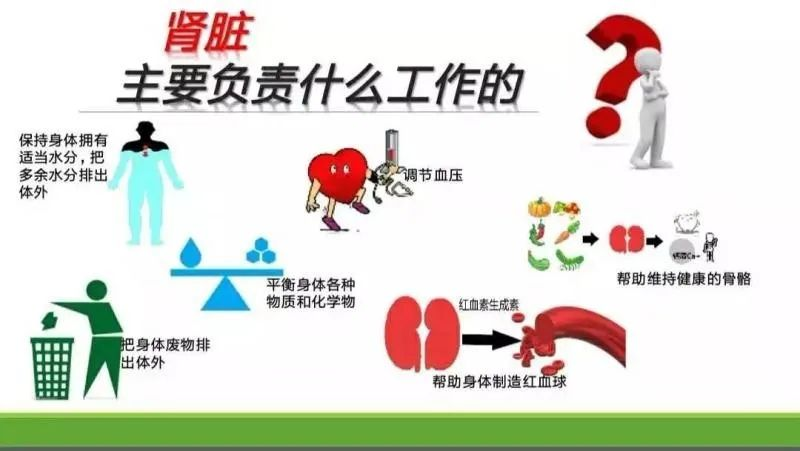 肾脏
主要负责什么工作的
保持身体拥有
适当水分，把
多余水分排出
体外
调节血压
平衡身体各种
物质和化学物
帮助维持健康的骨骼
把身体废物排
出体外
红血素生成素
帮助身体制造红血球